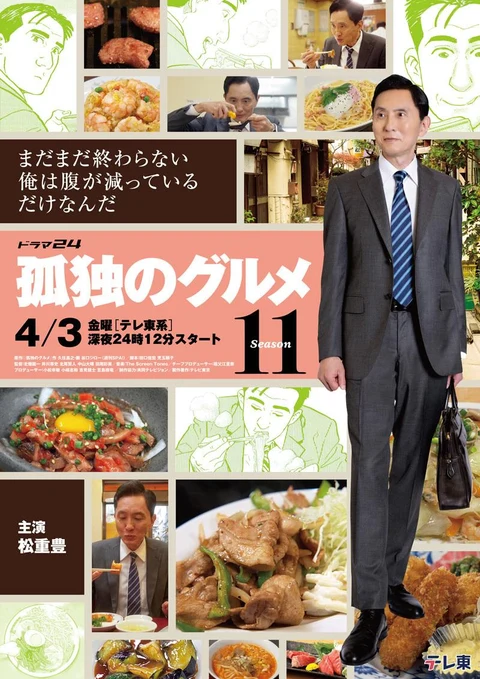 まだまだ終わらない
俺は腹が減っている
だけなんだ
ドラマ24
孤独のグルメ
4/3 金曜［テレ東系］
深夜24時12分スタート
Season
11
主演
松重豊
テレ東